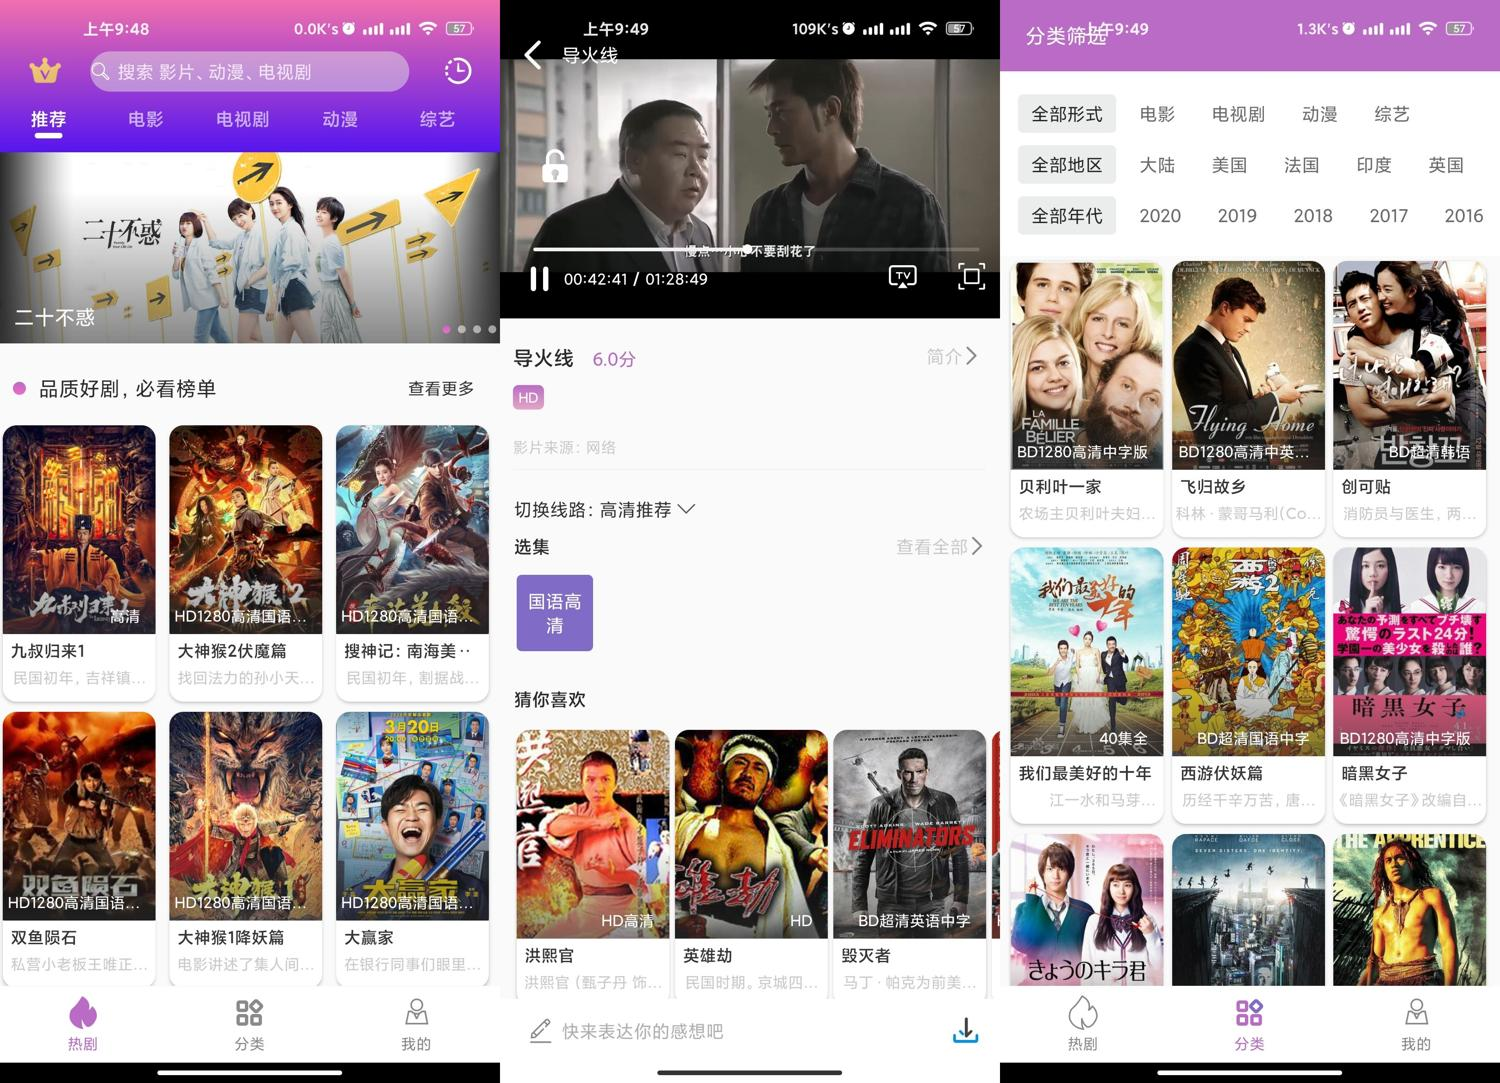 上午9:48
0.0K's
57
搜索 影片、动漫、电视剧
推荐
电影
电视剧
动漫
综艺
二十不惑
二十不惑
品质好剧, 必看榜单
查看更多
九叔归来
高清
大神猴2
HD1280高清国语...
HD1280高清国语...
九叔归来1
大神猴2伏魔篇
搜神记: 南海美··
民国初年, 吉祥镇...
找回法力的孙小天...
民国初年, 割据战...
3月20日
双鱼陨石
大神猴1
大赢家
HD1280高清国语...
HD1280高清国语...
HD1280高清国语...
双鱼陨石
大神猴1降妖篇
大赢家
私营小老板王唯正...
电影讲述了集人间...
在银行同事们眼里...
热剧
分类
我的
上午9:49
109K's
57
导火线
慢点···小心不要刮花了
00:42:41 / 01:28:49
TV
导火线
6.0分
简介
HD
影片来源: 网络
切换线路: 高清推荐
选集
查看全部
国语高
清
猜你喜欢
洪熙官
HD高清
HD
ELIMINATORS
BD超清英语中字
洪熙官
英雄劫
毁灭者
洪熙官 (甄子丹 饰...
民国时期。京城四...
马丁 · 帕克为前美...
快来表达你的感想吧
分类筛选
上午9:49
1.3K's
57
全部形式
电影
电视剧
动漫
综艺
全部地区
大陆
美国
法国
印度
英国
全部年代
2020
2019
2018
2017
2016
LA
FAMILLE
BÉLIER
BD1280高清中字版
Flying Home
BD1280高清中英...
반창꼬
BD超清韩语
贝利叶一家
飞归故乡
创可贴
农场主贝利叶夫妇...
科林 · 蒙哥马利(Co...
消防员与医生, 两...
我们最美好的
十年
40集全
西游2
BD超清国语中字
あなたの予測をすべてブチ壊す
驚愕のラスト24分!
学園一の美少女を殺したのは誰?
暗黒女子
BD1280高清中字版
我们最美好的十年
西游伏妖篇
暗黑女子
江一水和马芽...
历经千辛万苦, 唐...
《暗黑女子》改编自...
きょうのキラ君
SEVEN SISTERS. ONE IDENTITY.
THE APPRENTICE
热剧
分类
我的